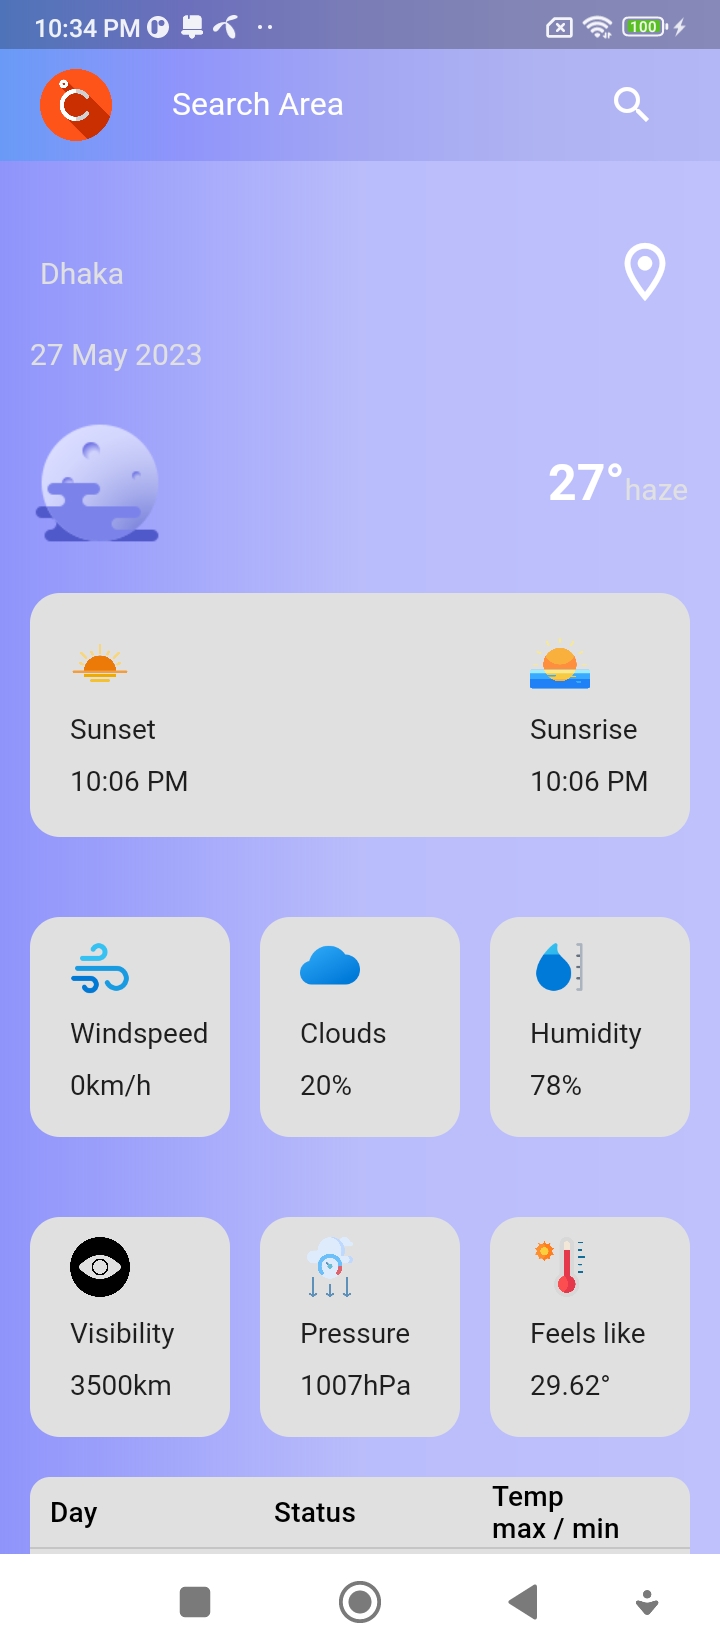 10:34 PM
100
Search Area
Dhaka
27 May 2023
27° haze
Sunset Sunsrise
10:06 PM 10:06 PM
Windspeed Clouds Humidity
0km/h 20% 78%
Visibility Pressure Feels like
3500km 1007hPa 29.62°
Day Status Temp
max / min